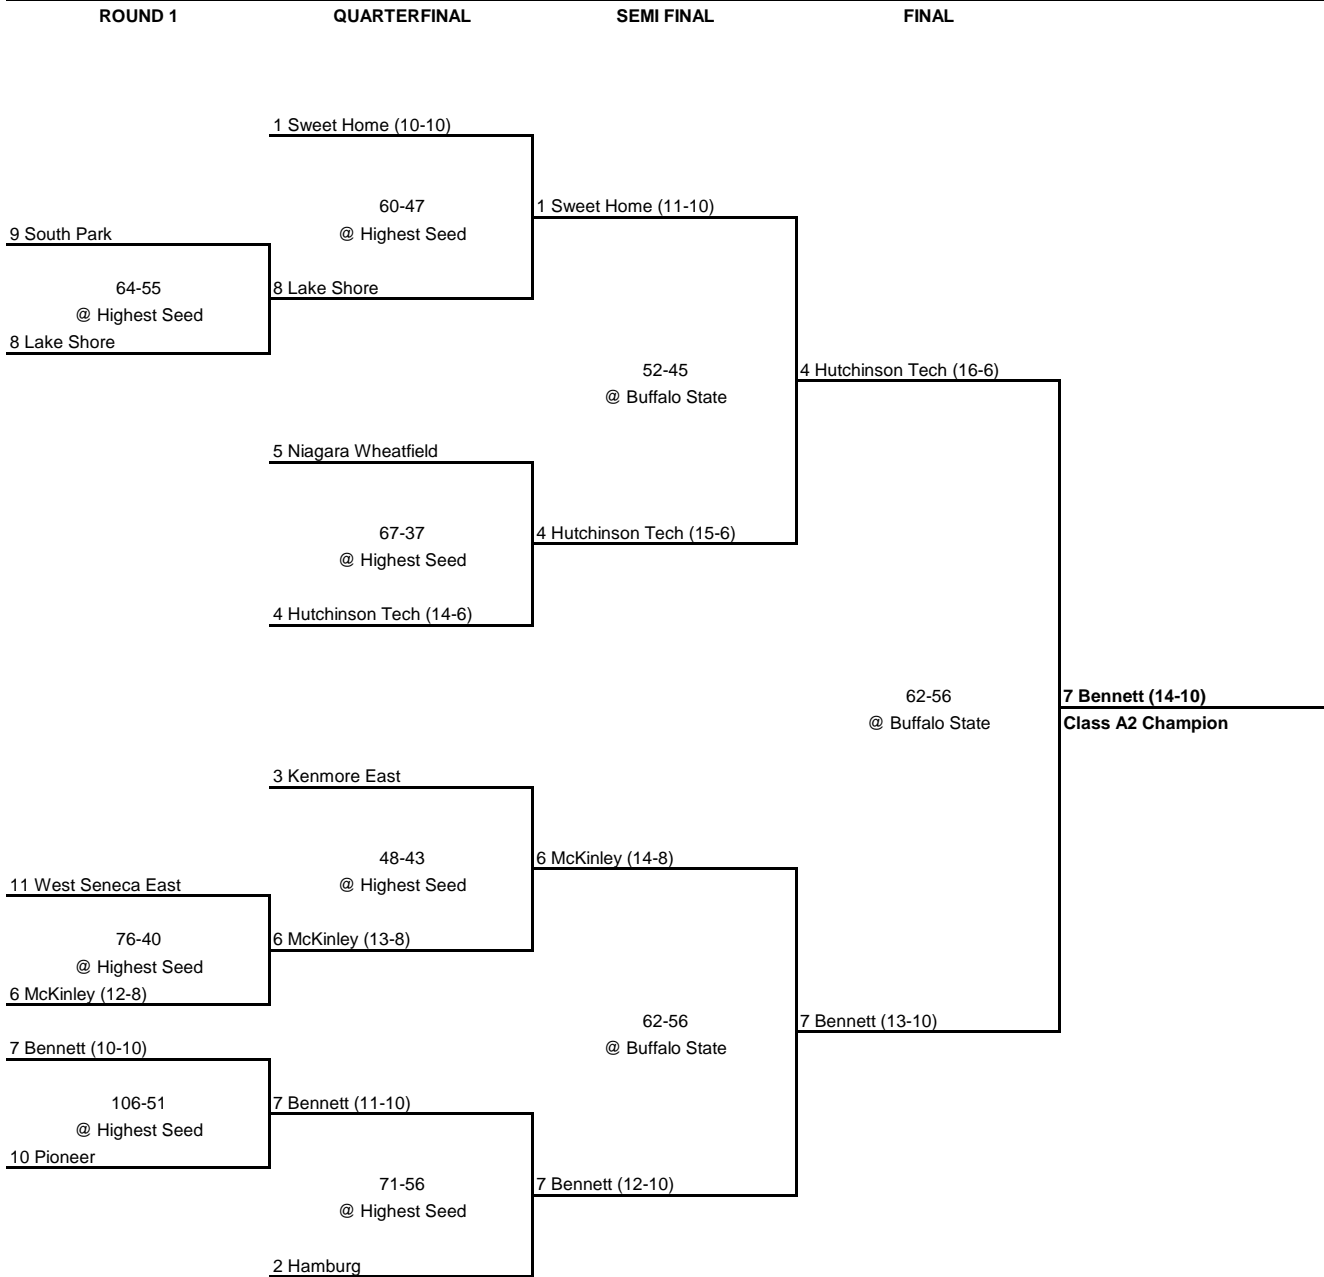 ROUND 1 QUARTERFINAL SEMI FINAL FINAL
1 Sweet Home (10-10)
60-47 1 Sweet Home (11-10)
9 South Park @ Highest Seed
64-55 8 Lake Shore
@ Highest Seed
8 Lake Shore
52-45 4 Hutchinson Tech (16-6)
@ Buffalo State
5 Niagara Wheatfield
67-37 4 Hutchinson Tech (15-6)
@ Highest Seed
4 Hutchinson Tech (14-6)
62-56 7 Bennett (14-10)
@ Buffalo State Class A2 Champion
3 Kenmore East
48-43 6 McKinley (14-8)
11 West Seneca East @ Highest Seed
76-40 6 McKinley (13-8)
@ Highest Seed
6 McKinley (12-8)
62-56 7 Bennett (13-10)
7 Bennett (10-10) @ Buffalo State
106-51 7 Bennett (11-10)
@ Highest Seed
10 Pioneer
71-56 7 Bennett (12-10)
@ Highest Seed
2 Hamburg